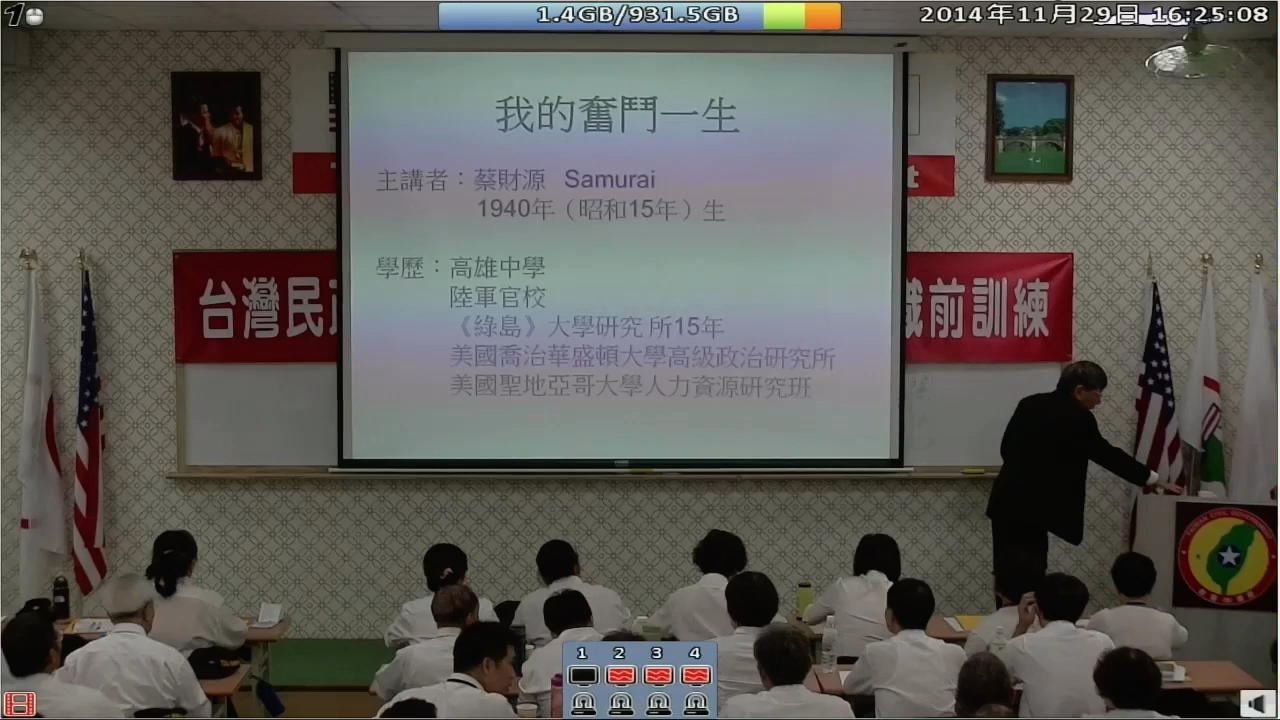 1.4GB/931.5GB
2014年11月29日 16:25:08
我的奮鬥一生
主講者：蔡財源 Samurai
1940年（昭和15年）生
學歷：高雄中學
陸軍官校
《綠島》大學研究 所15年
美國喬治華盛頓大學高級政治研究所
美國聖地亞哥大學人力資源研究班
台灣民
前訓練
TAIWAN CIVIL GOVERNMENT
1 2 3 4